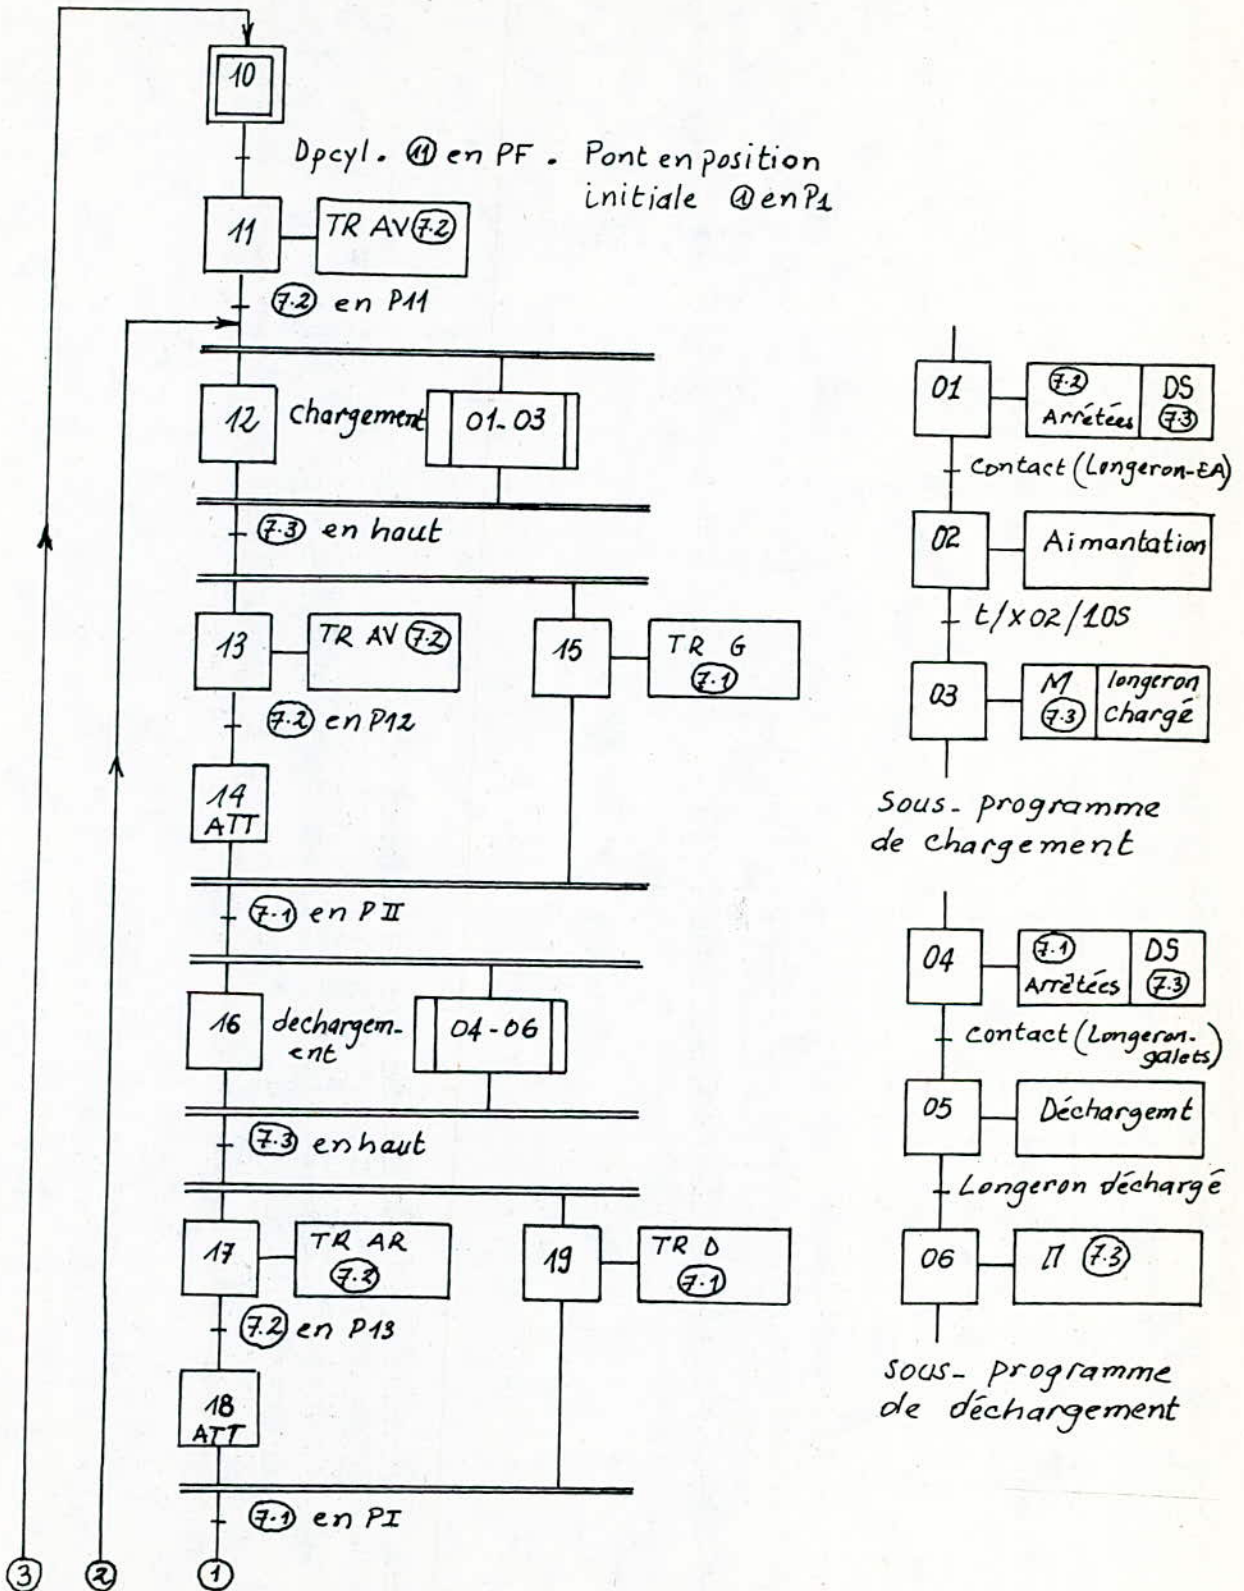 10
Dpcyl. ⑪ en PF. Pont en position
initiale ① en P1
11
TR AV 7.2
7.2 en P11
12
chargement
01-03
7.3 en haut
13
TR AV 7.2
15
TR G
7.1
7.2 en P12
14
ATT
7.1 en PII
16
dechargem-
ent
04-06
7.3 en haut
17
TR AR
7.2
19
TR D
7.1
7.2 en P13
18
ATT
7.1 en PI
3
2
1
01
7.2
Arrétées
DS
7.3
contact (Longeron-EA)
02
Aimantation
t/X02/10S
03
M
7.3
longeron
chargé
Sous-programme
de chargement
04
7.1
Arrêtées
DS
7.3
contact (Longeron-
galets)
05
Déchargemt
Longeron déchargé
06
M 7.3
sous-programme
de déchargement